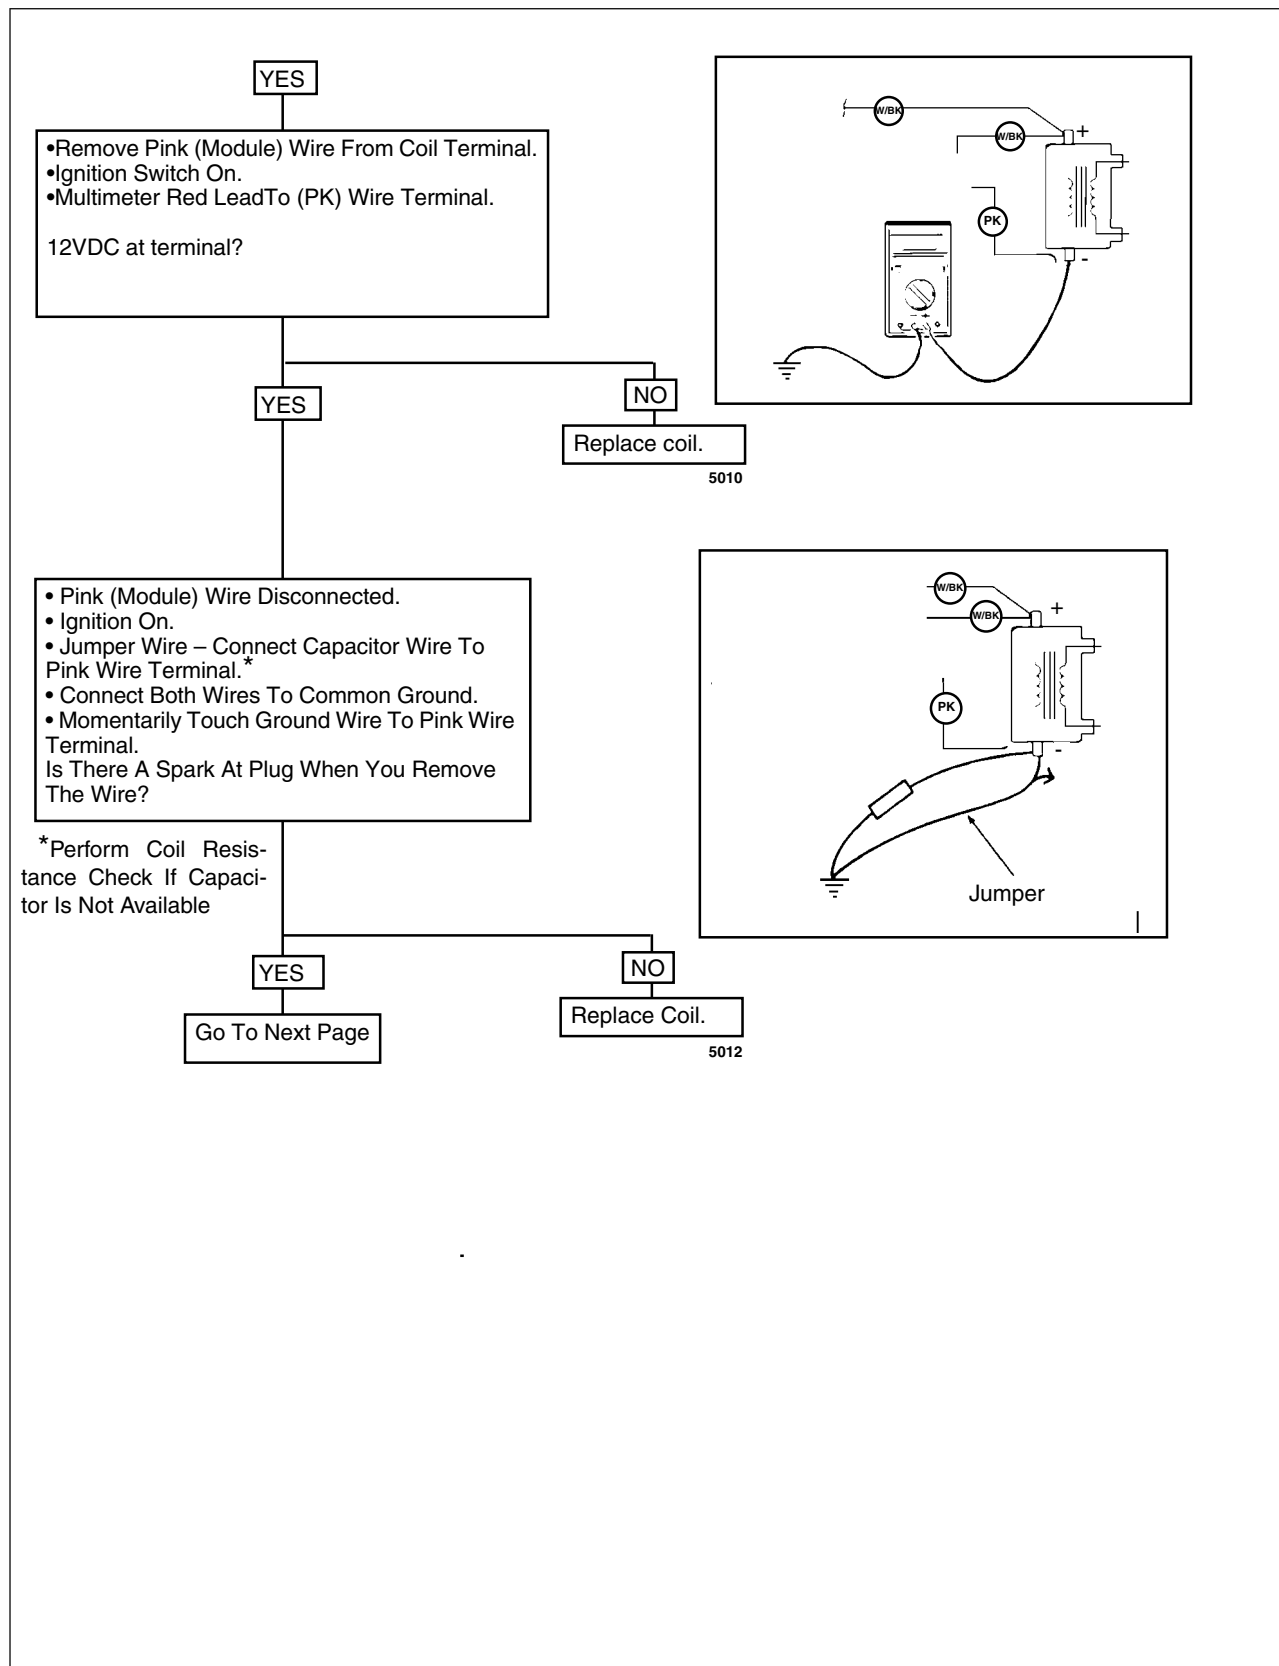 YES
•Remove Pink (Module) Wire From Coil Terminal.
•Ignition Switch On.
•Multimeter Red LeadTo (PK) Wire Terminal.
12VDC at terminal?
W/BK
+
W/BK
PK
-
YES
NO
Replace coil.
5010
• Pink (Module) Wire Disconnected.
• Ignition On.
• Jumper Wire – Connect Capacitor Wire To
Pink Wire Terminal.*
• Connect Both Wires To Common Ground.
• Momentarily Touch Ground Wire To Pink Wire
Terminal.
Is There A Spark At Plug When You Remove
The Wire?
W/BK
+
W/BK
PK
-
Jumper
*Perform Coil Resis-
tance Check If Capaci-
tor Is Not Available
YES
NO
Go To Next Page
Replace Coil.
5012